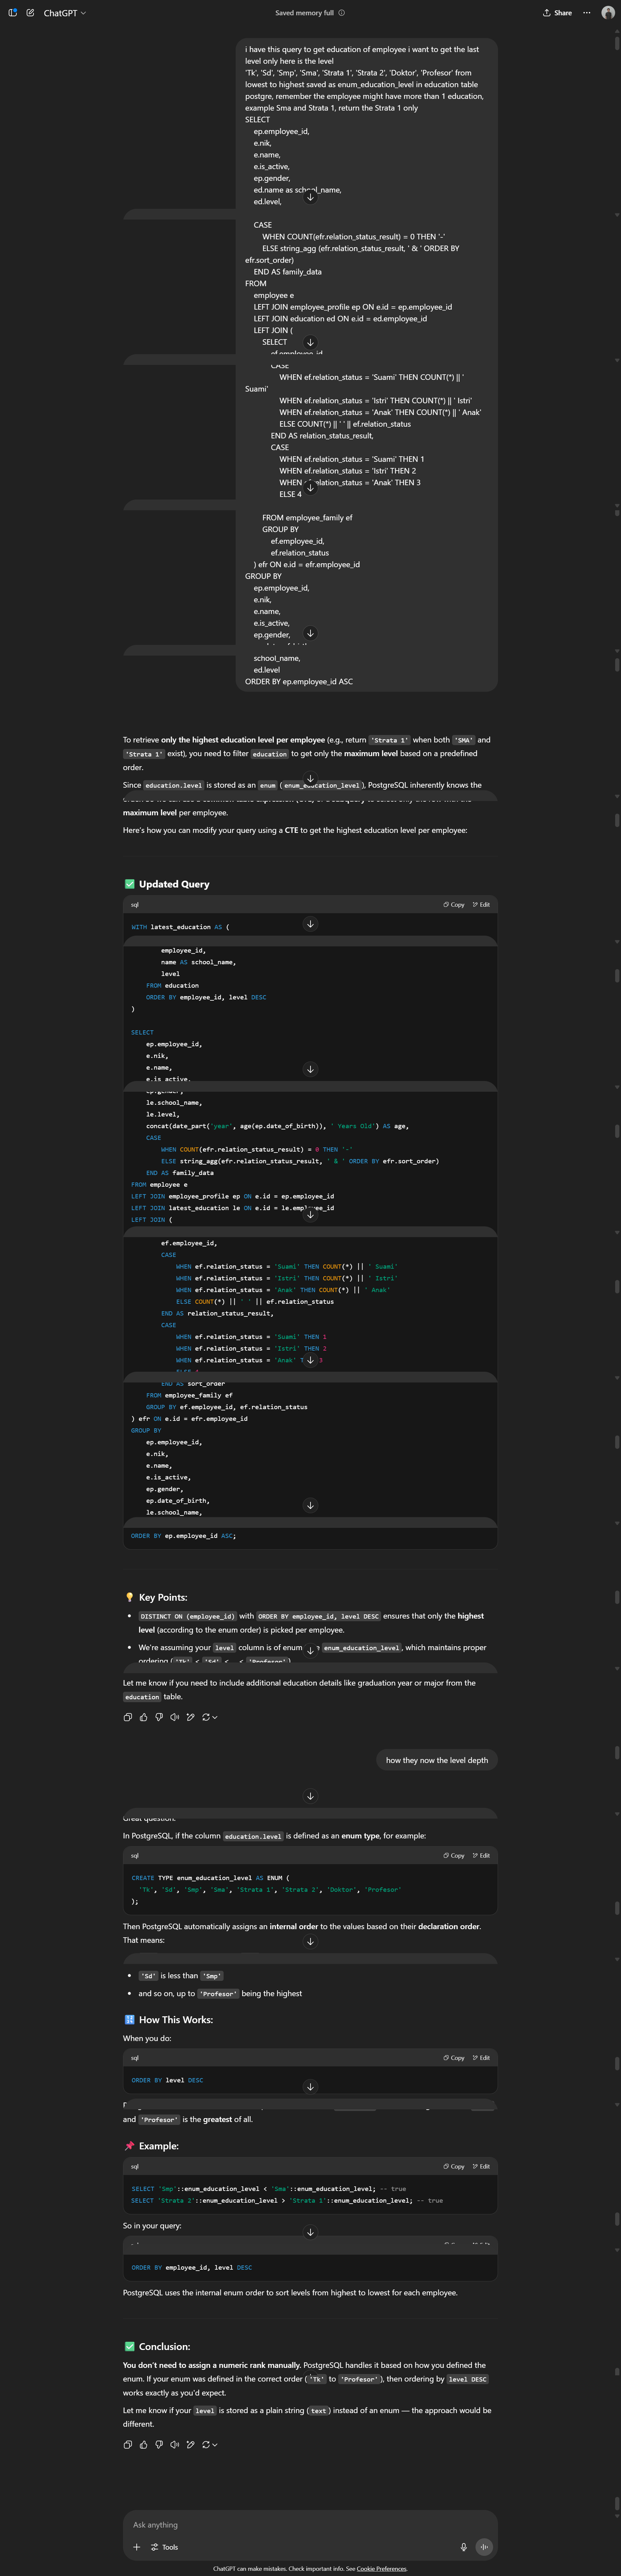 ChatGPT
Saved memory full
Share
i have this query to get education of employee i want to get the last
level only here is the level
'Tk', 'Sd', 'Smp', 'Sma', 'Strata 1', 'Strata 2', 'Doktor', 'Profesor' from
lowest to highest saved as enum_education_level in education table
postgre, remember the employee might have more than 1 education,
example Sma and Strata 1, return the Strata 1 only
SELECT
ep.employee_id,
e.nik,
e.name,
e.is_active,
ep.gender,
ed.name as school_name,
ed.level,
CASE
WHEN COUNT(efr.relation_status_result) = 0 THEN '-'
ELSE string_agg (efr.relation_status_result, ' & ' ORDER BY
efr.sort_order)
END AS family_data
FROM
employee e
LEFT JOIN employee_profile ep ON e.id = ep.employee_id
LEFT JOIN education ed ON e.id = ed.employee_id
LEFT JOIN (
SELECT
ef.employee_id
CASE
WHEN ef.relation_status = 'Suami' THEN COUNT(*) || '
Suami'
WHEN ef.relation_status = 'Istri' THEN COUNT(*) || ' Istri'
WHEN ef.relation_status = 'Anak' THEN COUNT(*) || ' Anak'
ELSE COUNT(*) || ' ' || ef.relation_status
END AS relation_status_result,
CASE
WHEN ef.relation_status = 'Suami' THEN 1
WHEN ef.relation_status = 'Istri' THEN 2
WHEN ef.relation_status = 'Anak' THEN 3
ELSE 4
FROM employee_family ef
GROUP BY
ef.employee_id,
ef.relation_status
) efr ON e.id = efr.employee_id
GROUP BY
ep.employee_id,
e.nik,
e.name,
e.is_active,
ep.gender,
school_name,
ed.level
ORDER BY ep.employee_id ASC
To retrieve only the highest education level per employee (e.g., return 'Strata 1' when both 'SMA' and
'Strata 1' exist), you need to filter education to get only the maximum level based on a predefined
order.
Since education.level is stored as an enum (enum_education_level), PostgreSQL inherently knows the
maximum level per employee.
Here's how you can modify your query using a CTE to get the highest education level per employee:
✅ Updated Query
sql
Copy
Edit
WITH latest_education AS (
employee_id,
name AS school_name,
level
FROM education
ORDER BY employee_id, level DESC
)
SELECT
ep.employee_id,
e.nik,
e.name,
e.is_active,
ep.gender,
le.school_name,
le.level,
concat(date_part('year', age(ep.date_of_birth)), ' Years Old') AS age,
CASE
WHEN COUNT(efr.relation_status_result) = 0 THEN '-'
ELSE string_agg(efr.relation_status_result, ' & ' ORDER BY efr.sort_order)
END AS family_data
FROM employee e
LEFT JOIN employee_profile ep ON e.id = ep.employee_id
LEFT JOIN latest_education le ON e.id = le.employee_id
LEFT JOIN (
ef.employee_id,
CASE
WHEN ef.relation_status = 'Suami' THEN COUNT(*) || ' Suami'
WHEN ef.relation_status = 'Istri' THEN COUNT(*) || ' Istri'
WHEN ef.relation_status = 'Anak' THEN COUNT(*) || ' Anak'
ELSE COUNT(*) || ' ' || ef.relation_status
END AS relation_status_result,
CASE
WHEN ef.relation_status = 'Suami' THEN 1
WHEN ef.relation_status = 'Istri' THEN 2
WHEN ef.relation_status = 'Anak' THEN 3
END AS sort_order
FROM employee_family ef
GROUP BY ef.employee_id, ef.relation_status
) efr ON e.id = efr.employee_id
GROUP BY
ep.employee_id,
e.nik,
e.name,
e.is_active,
ep.gender,
ep.date_of_birth,
le.school_name,
ORDER BY ep.employee_id ASC;
💡 Key Points:
• DISTINCT ON (employee_id) with ORDER BY employee_id, level DESC ensures that only the highest
level (according to the enum order) is picked per employee.
• We're assuming your level column is of enum enum_education_level, which maintains proper
ordering ('Tk' < 'Sd' < ... < 'Profesor')
Let me know if you need to include additional education details like graduation year or major from the
education table.
how they now the level depth
Great question.
In PostgreSQL, if the column education.level is defined as an enum type, for example:
sql
Copy
Edit
CREATE TYPE enum_education_level AS ENUM (
'Tk', 'Sd', 'Smp', 'Sma', 'Strata 1', 'Strata 2', 'Doktor', 'Profesor'
);
Then PostgreSQL automatically assigns an internal order to the values based on their declaration order.
That means:
• 'Sd' is less than 'Smp'
• and so on, up to 'Profesor' being the highest
🔢 How This Works:
When you do:
sql
Copy
Edit
ORDER BY level DESC
and 'Profesor' is the greatest of all.
📌 Example:
sql
Copy
Edit
SELECT 'Smp'::enum_education_level < 'Sma'::enum_education_level; -- true
SELECT 'Strata 2'::enum_education_level > 'Strata 1'::enum_education_level; -- true
So in your query:
ORDER BY employee_id, level DESC
PostgreSQL uses the internal enum order to sort levels from highest to lowest for each employee.
✅ Conclusion:
You don't need to assign a numeric rank manually. PostgreSQL handles it based on how you defined the
enum. If your enum was defined in the correct order ('Tk' to 'Profesor'), then ordering by level DESC
works exactly as you'd expect.
Let me know if your level is stored as a plain string (text) instead of an enum — the approach would be
different.
Ask anything
Tools
ChatGPT can make mistakes. Check important info. See Cookie Preferences.